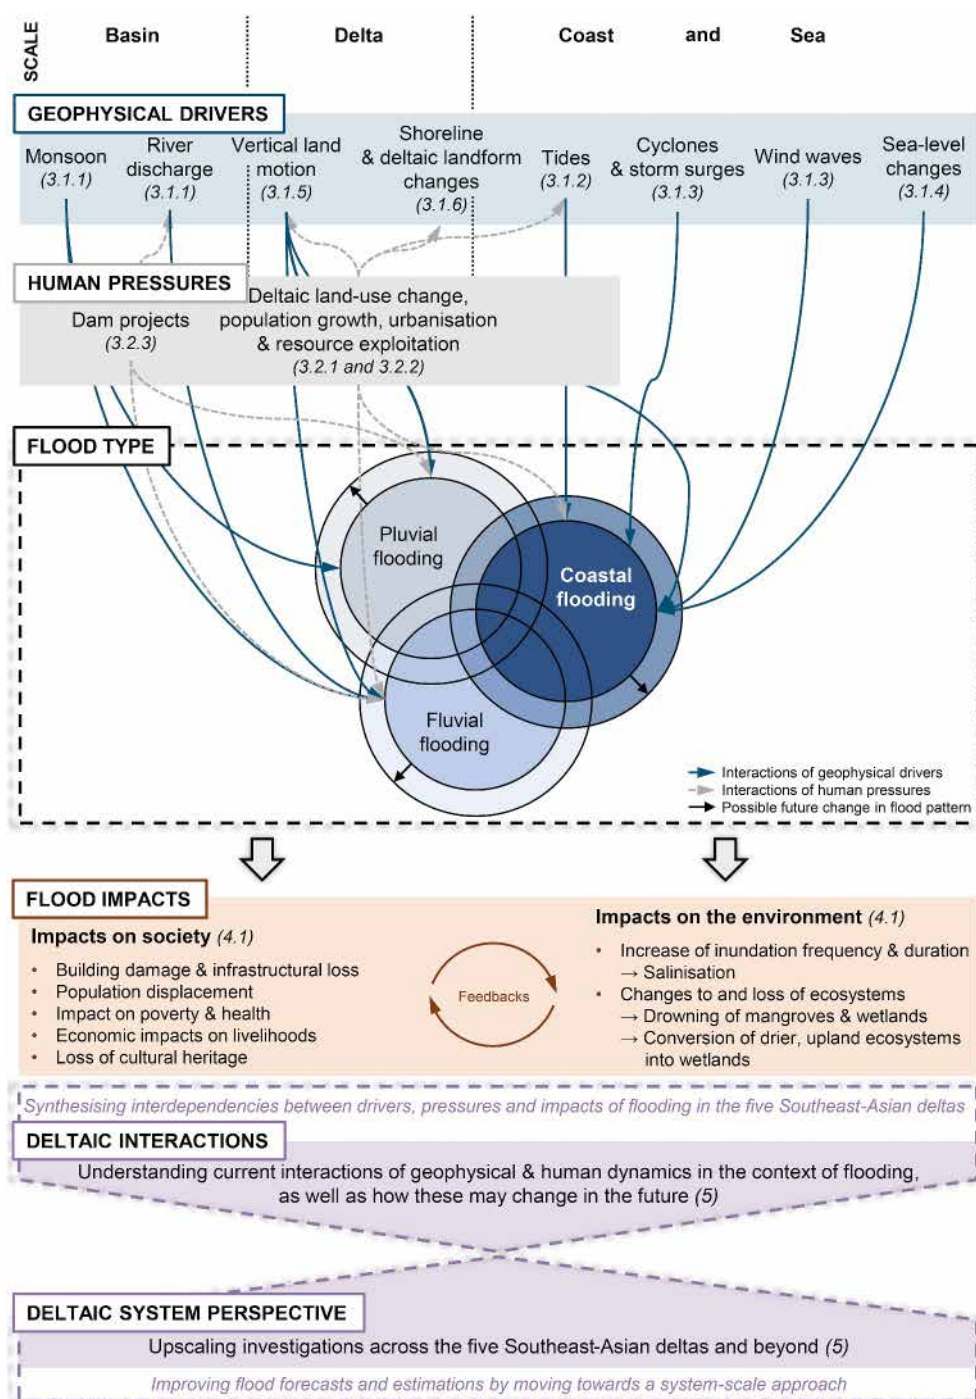 SCALE
Basin
Delta
Coast and Sea
GEOPHYSICAL DRIVERS
Monsoon
(3.1.1)
River
discharge
(3.1.1)
Vertical land
motion
(3.1.5)
Shoreline
& deltaic landform
changes
(3.1.6)
Tides
(3.1.2)
Cyclones
& storm surges
(3.1.3)
Wind waves
(3.1.3)
Sea-level
changes
(3.1.4)
HUMAN PRESSURES
Dam projects
(3.2.3)
Deltaic land-use change,
population growth, urbanisation
& resource exploitation
(3.2.1 and 3.2.2)
FLOOD TYPE
Pluvial
flooding
Coastal
flooding
Fluvial
flooding
Interactions of geophysical drivers
Interactions of human pressures
Possible future change in flood pattern
FLOOD IMPACTS
Impacts on society (4.1)
• Building damage & infrastructural loss
• Population displacement
• Impact on poverty & health
• Economic impacts on livelihoods
• Loss of cultural heritage
Feedbacks
Impacts on the environment (4.1)
• Increase of inundation frequency & duration
→ Salinisation
• Changes to and loss of ecosystems
→ Drowning of mangroves & wetlands
→ Conversion of drier, upland ecosystems
into wetlands
Synthesising interdependencies between drivers, pressures and impacts of flooding in the five Southeast-Asian deltas
DELTAIC INTERACTIONS
Understanding current interactions of geophysical & human dynamics in the context of flooding,
as well as how these may change in the future (5)
DELTAIC SYSTEM PERSPECTIVE
Upscaling investigations across the five Southeast-Asian deltas and beyond (5)
Improving flood forecasts and estimations by moving towards a system-scale approach